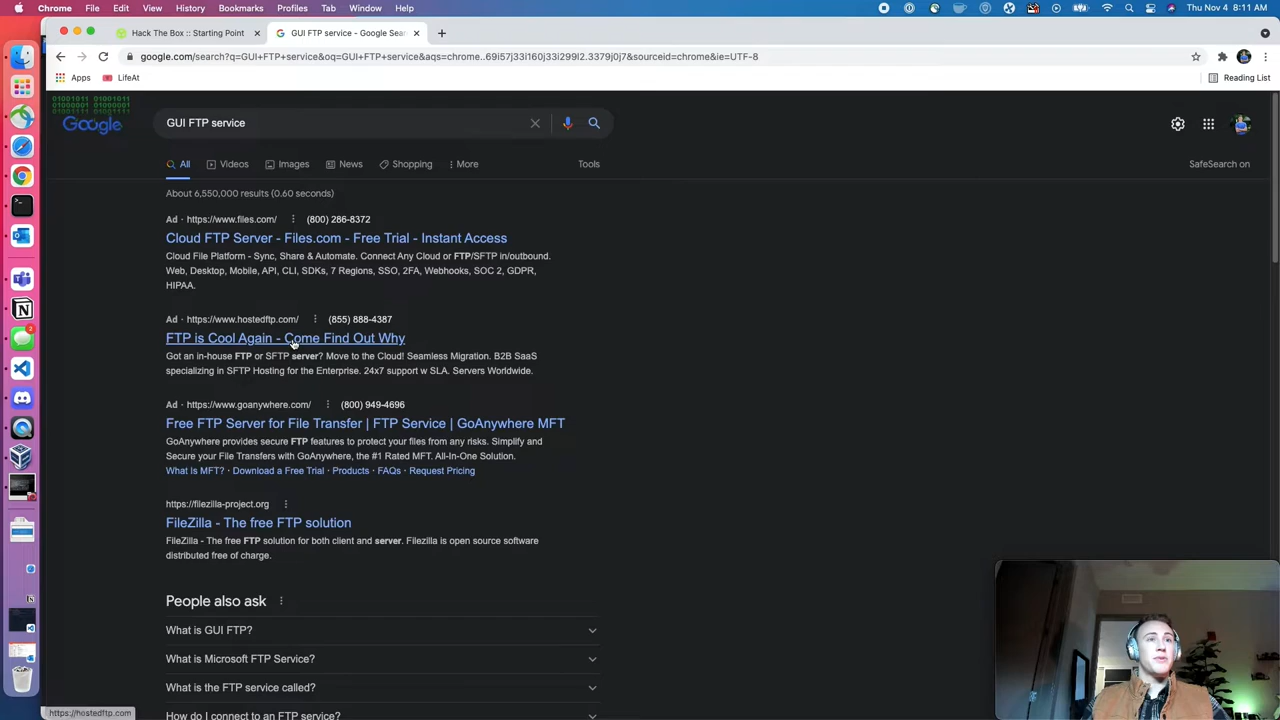 Chrome File Edit View History Bookmarks Profiles Tab Window Help
Thu Nov 4 8:11 AM
Hack The Box :: Starting Point
GUI FTP service - Google Sear
google.com/search?q=GUI+FTP+service&oq=GUI+FTP+service&aqs=chrome..69i57j33i160j33i299l2.3379j0j7&sourceid=chrome&ie=UTF-8
Apps LifeAt Reading List
01001011
01000001
Google
GUI FTP service
All Videos Images News Shopping More Tools SafeSearch on
About 6,550,000 results (0.60 seconds)
Ad · https://www.files.com/ (800) 286-8372
Cloud FTP Server - Files.com - Free Trial - Instant Access
Cloud File Platform - Sync, Share & Automate. Connect Any Cloud or FTP/SFTP in/outbound.
Web, Desktop, Mobile, API, CLI, SDKs, 7 Regions, SSO, 2FA, Webhooks, SOC 2, GDPR,
HIPAA.
Ad · https://www.hostedftp.com/ (855) 888-4387
FTP is Cool Again - Come Find Out Why
Got an in-house FTP or SFTP server? Move to the Cloud! Seamless Migration. B2B SaaS
specializing in SFTP Hosting for the Enterprise. 24x7 support w SLA. Servers Worldwide.
Ad · https://www.goanywhere.com/ (800) 949-4696
Free FTP Server for File Transfer | FTP Service | GoAnywhere MFT
GoAnywhere provides secure FTP features to protect your files from any risks. Simplify and
Secure your File Transfers with GoAnywhere, the #1 Rated MFT. All-In-One Solution.
What Is MFT? · Download a Free Trial · Products · FAQs · Request Pricing
https://filezilla-project.org
FileZilla - The free FTP solution
FileZilla - The free FTP solution for both client and server. Filezilla is open source software
distributed free of charge.
People also ask
What is GUI FTP?
What is Microsoft FTP Service?
What is the FTP service called?
How do I connect to an FTP service?
https://hostedftp.com